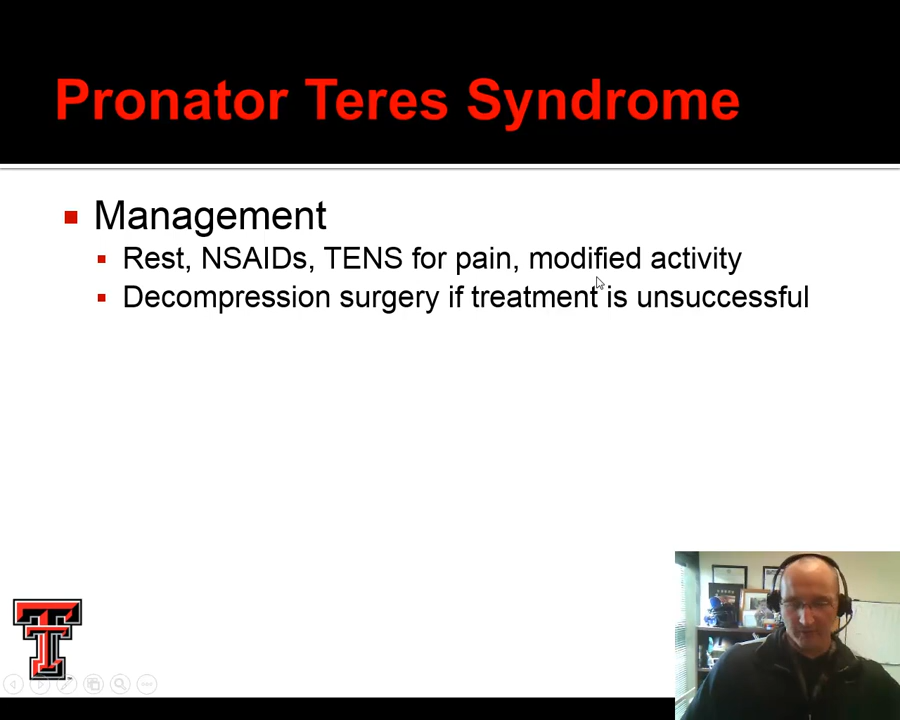 Pronator Teres Syndrome
Management
Rest, NSAIDs, TENS for pain, modified activity
Decompression surgery if treatment is unsuccessful